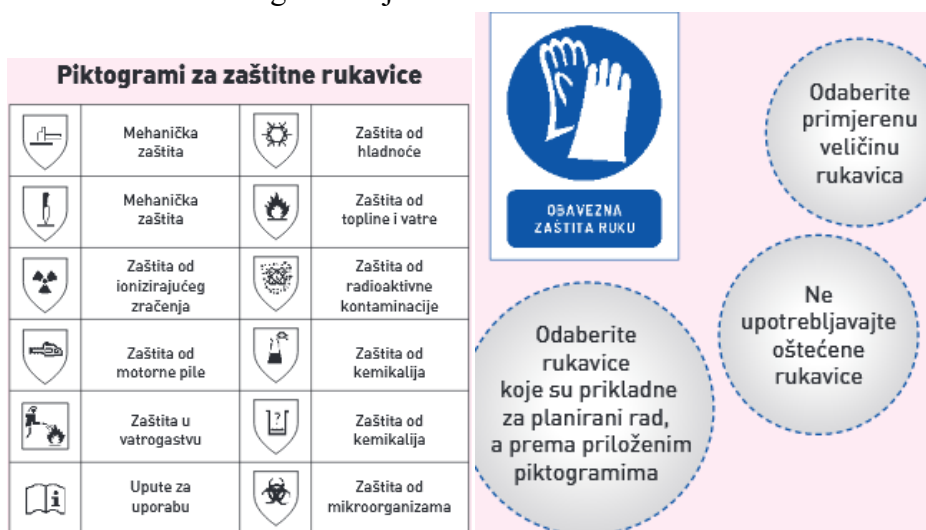 Piktogrami za zaštitne rukavice
Mehanička
zaštita
Zaštita od
hladnoće
Mehanička
zaštita
Zaštita od
topline i vatre
Zaštita od
ionizirajućeg
zračenja
Zaštita od
radioaktivne
kontaminacije
Zaštita od
motorne pile
Zaštita od
kemikalija
Zaštita u
vatrogastvu
?
Zaštita od
kemikalija
i
Upute za
uporabu
Zaštita od
mikroorganizama
OBAVEZNA
ZAŠTITA RUKU
Odaberite
primjerenu
veličinu
rukavica
Ne
upotrebljavajte
oštećene
rukavice
Odaberite
rukavice
koje su prikladne
za planirani rad,
a prema priloženim
piktogramima